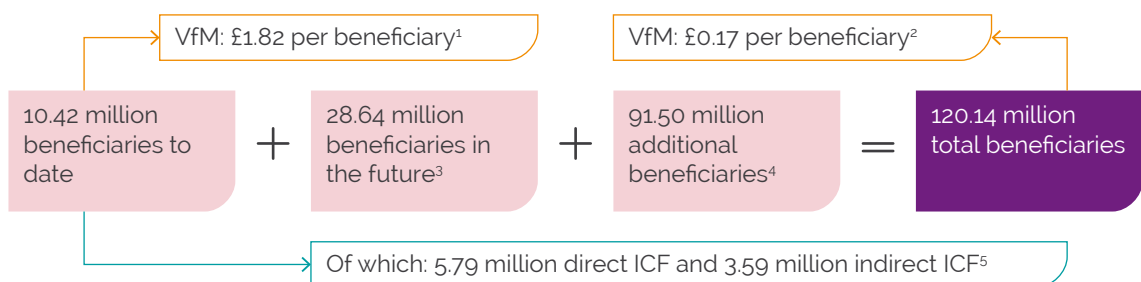 VfM: £1.82 per beneficiary¹
VfM: £0.17 per beneficiary²
10.42 million
beneficiaries to
date
+
28.64 million
beneficiaries in
the future³
+
91.50 million
additional
beneficiaries⁴
=
120.14 million
total beneficiaries
Of which: 5.79 million direct ICF and 3.59 million indirect ICF⁵